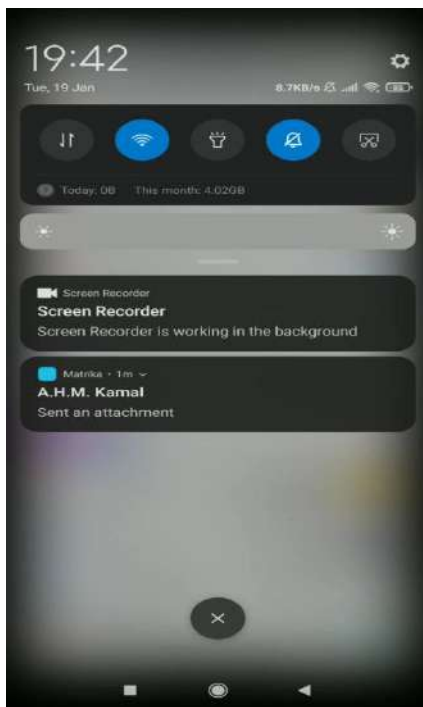 19:42
Tue, 19 Jan
8.7KB/s
Today: 0B This month: 4.02GB
Screen Recorder
Screen Recorder
Screen Recorder is working in the background
Matrika • 1m
A.H.M. Kamal
Sent an attachment